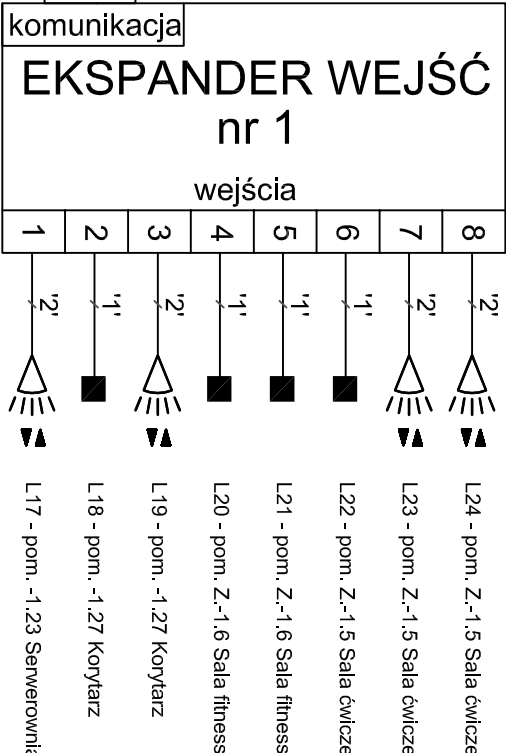 komunikacja
EKSPANDER WEJŚĆ
nr 1
wejścia
1 2 3 4 5 6 7 8
'2' '1' '2' '1' '1' '1' '2' '2'
L17 - pom. -1.23 Serwerownia
L18 - pom. -1.27 Korytarz
L19 - pom. -1.27 Korytarz
L20 - pom. Z.-1.6 Sala fitness
L21 - pom. Z.-1.6 Sala fitness
L22 - pom. Z.-1.5 Sala ćwicze
L23 - pom. Z.-1.5 Sala ćwicze
L24 - pom. Z.-1.5 Sala ćwicze